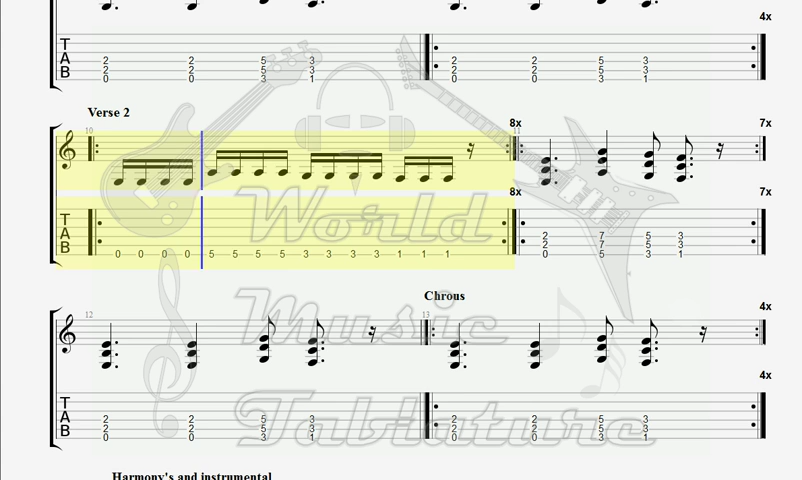 4x
T 2 2 5 3 2 2 5 3
A 2 2 5 3 2 2 5 3
B 0 0 3 1 0 0 3 1
Verse 2
10 8x 11 7x
8x 7x
T
A 2 7 5 3
B 2 7 5 3
0 0 0 0 5 5 5 5 3 3 3 3 1 1 1 0 5 3 1
World
Music
Tablature
Chrous
12 13 4x
4x
T
A 2 2 5 3 2 2 5 3
B 2 2 5 3 2 2 5 3
0 0 3 1 0 0 3 1
Harmony's and instrumental